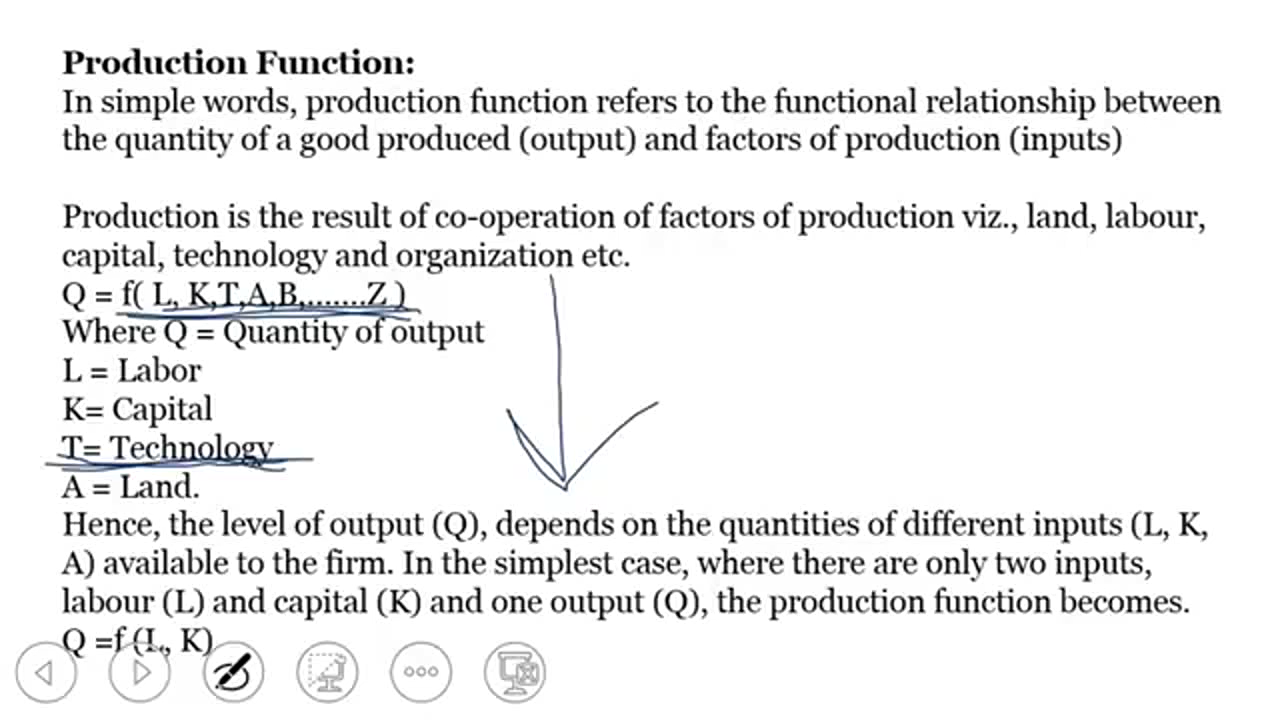 Production Function:
In simple words, production function refers to the functional relationship between
the quantity of a good produced (output) and factors of production (inputs)
Production is the result of co-operation of factors of production viz., land, labour,
capital, technology and organization etc.
Q = f( L, K,T,A,B,........Z )
Where Q = Quantity of output
L = Labor
K= Capital
T= Technology
A = Land.
Hence, the level of output (Q), depends on the quantities of different inputs (L, K,
A) available to the firm. In the simplest case, where there are only two inputs,
labour (L) and capital (K) and one output (Q), the production function becomes.
Q =f (L, K)